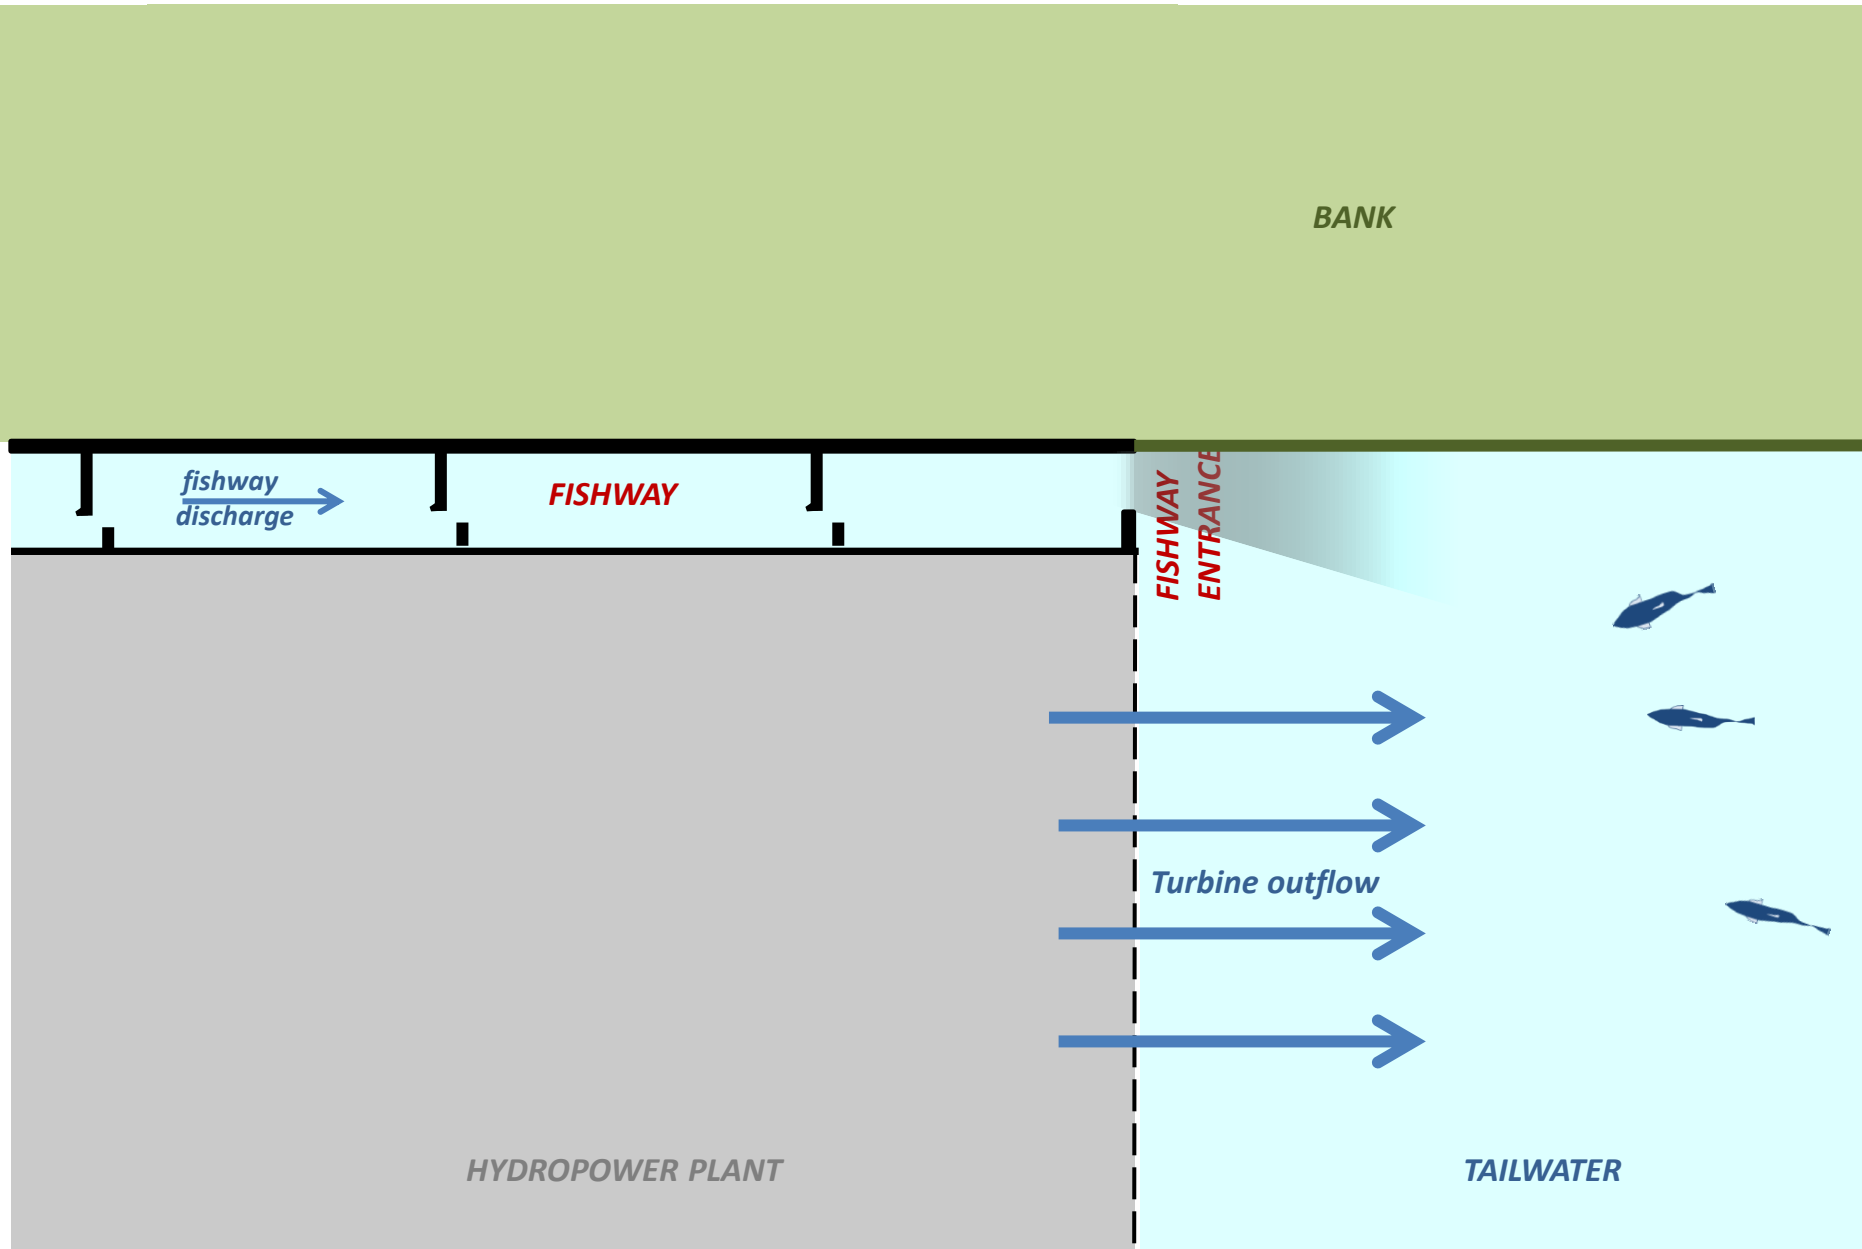 BANK
fishway
discharge
FISHWAY
FISHWAY
ENTRANCE
Turbine outflow
HYDROPOWER PLANT
TAILWATER